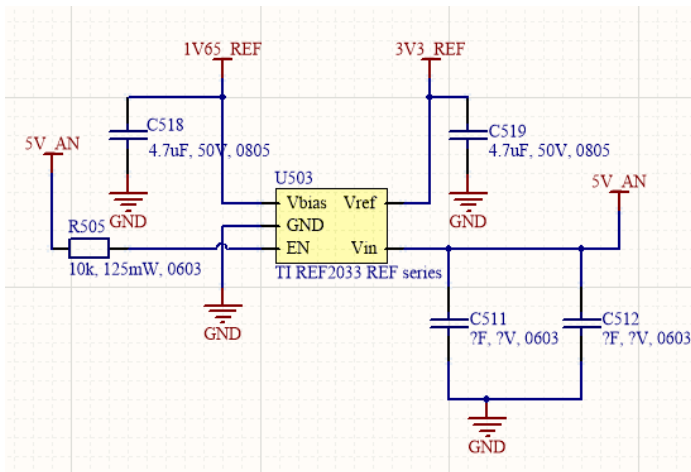 1V65_REF
3V3_REF
C518
4.7uF, 50V, 0805
C519
4.7uF, 50V, 0805
5V_AN
GND
GND
U503
Vbias Vref
GND
EN Vin
TI REF2033 REF series
5V_AN
R505
10k, 125mW, 0603
GND
C511
?F, ?V, 0603
C512
?F, ?V, 0603
GND